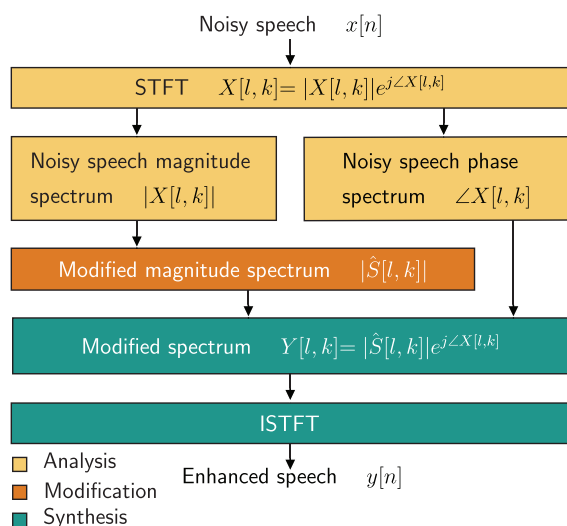 Noisy speech x[n]
STFT X[l, k]= |X[l, k]|e^{j∠X[l,k]}
Noisy speech magnitude
spectrum |X[l, k]|
Noisy speech phase
spectrum ∠X[l, k]
Modified magnitude spectrum |Ŝ[l, k]|
Modified spectrum Y[l, k]= |Ŝ[l, k]|e^{j∠X[l,k]}
ISTFT
Enhanced speech y[n]
Analysis
Modification
Synthesis